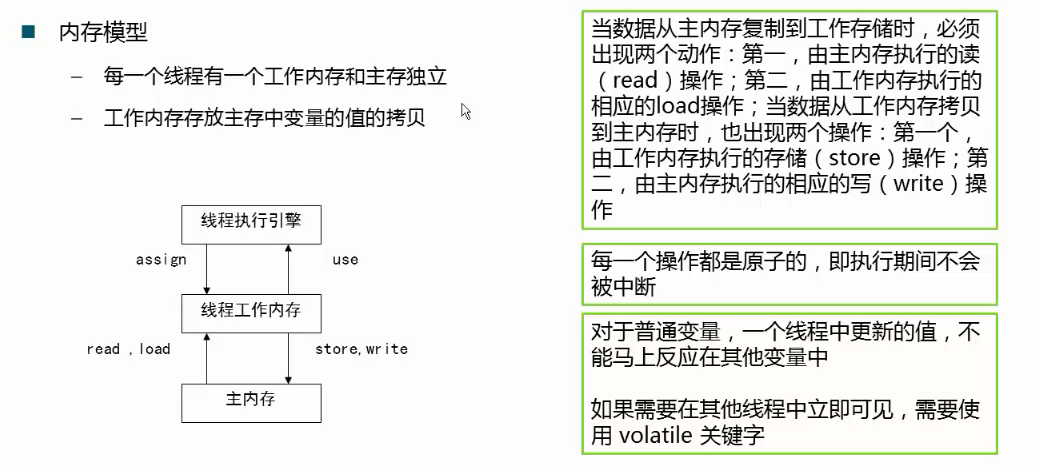 内存模型
– 每一个线程有一个工作内存和主存独立
– 工作内存存放主存中变量的值的拷贝
线程执行引擎
assign
use
线程工作内存
read ,load
store,write
主内存
当数据从主内存复制到工作存储时，必须
出现两个动作：第一，由主内存执行的读
（read）操作；第二，由工作内存执行的
相应的load操作；当数据从工作内存拷贝
到主内存时，也出现两个操作：第一个，
由工作内存执行的存储（store）操作；第
二，由主内存执行的相应的写（write）操
作
每一个操作都是原子的，即执行期间不会
被中断
对于普通变量，一个线程中更新的值，不
能马上反应在其他变量中
如果需要在其他线程中立即可见，需要使
用 volatile 关键字